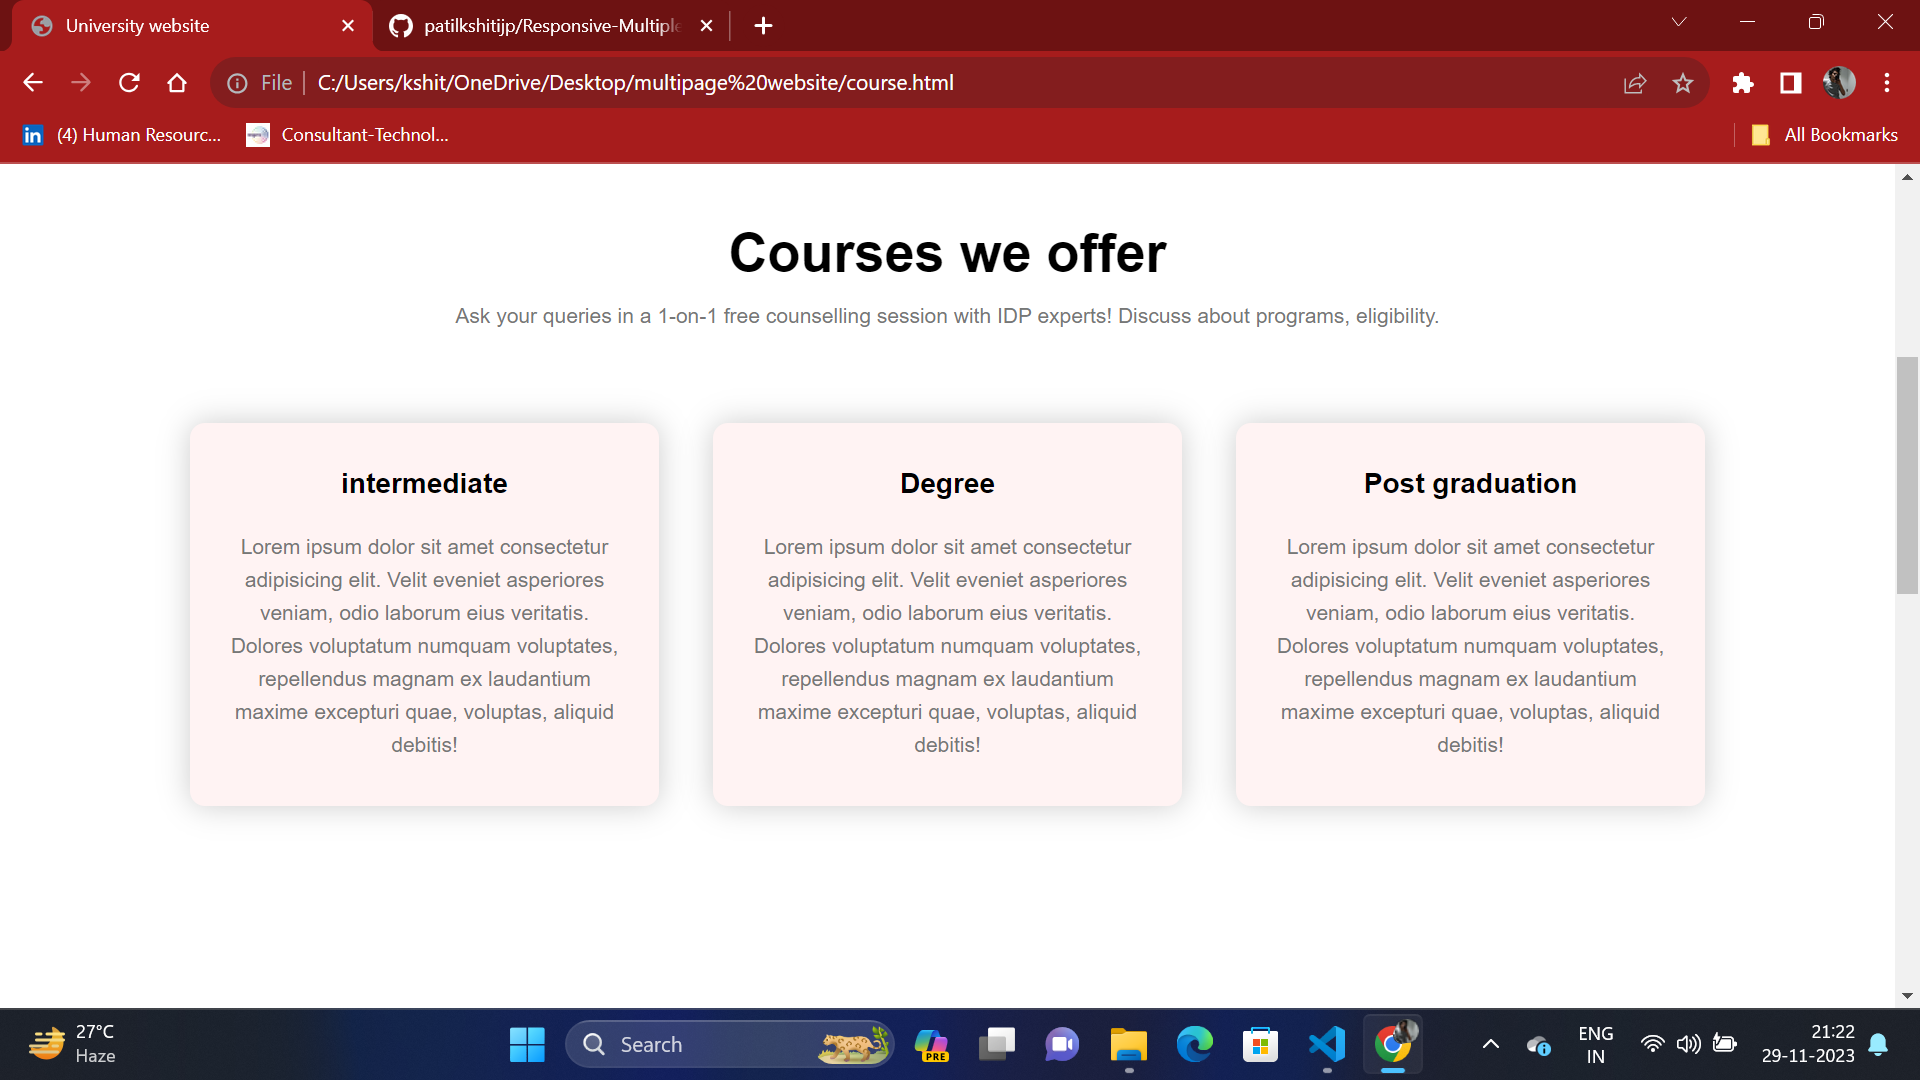 University website
patilkshitijp/Responsive-Multiple
File
C:/Users/kshit/OneDrive/Desktop/multipage%20website/course.html
(4) Human Resourc...
Consultant-Technol...
All Bookmarks
Courses we offer
Ask your queries in a 1-on-1 free counselling session with IDP experts! Discuss about programs, eligibility.
intermediate
Lorem ipsum dolor sit amet consectetur
adipisicing elit. Velit eveniet asperiores
veniam, odio laborum eius veritatis.
Dolores voluptatum numquam voluptates,
repellendus magnam ex laudantium
maxime excepturi quae, voluptas, aliquid
debitis!
Degree
Lorem ipsum dolor sit amet consectetur
adipisicing elit. Velit eveniet asperiores
veniam, odio laborum eius veritatis.
Dolores voluptatum numquam voluptates,
repellendus magnam ex laudantium
maxime excepturi quae, voluptas, aliquid
debitis!
Post graduation
Lorem ipsum dolor sit amet consectetur
adipisicing elit. Velit eveniet asperiores
veniam, odio laborum eius veritatis.
Dolores voluptatum numquam voluptates,
repellendus magnam ex laudantium
maxime excepturi quae, voluptas, aliquid
debitis!
27°C
Haze
Search
PRE
ENG
IN
21:22
29-11-2023